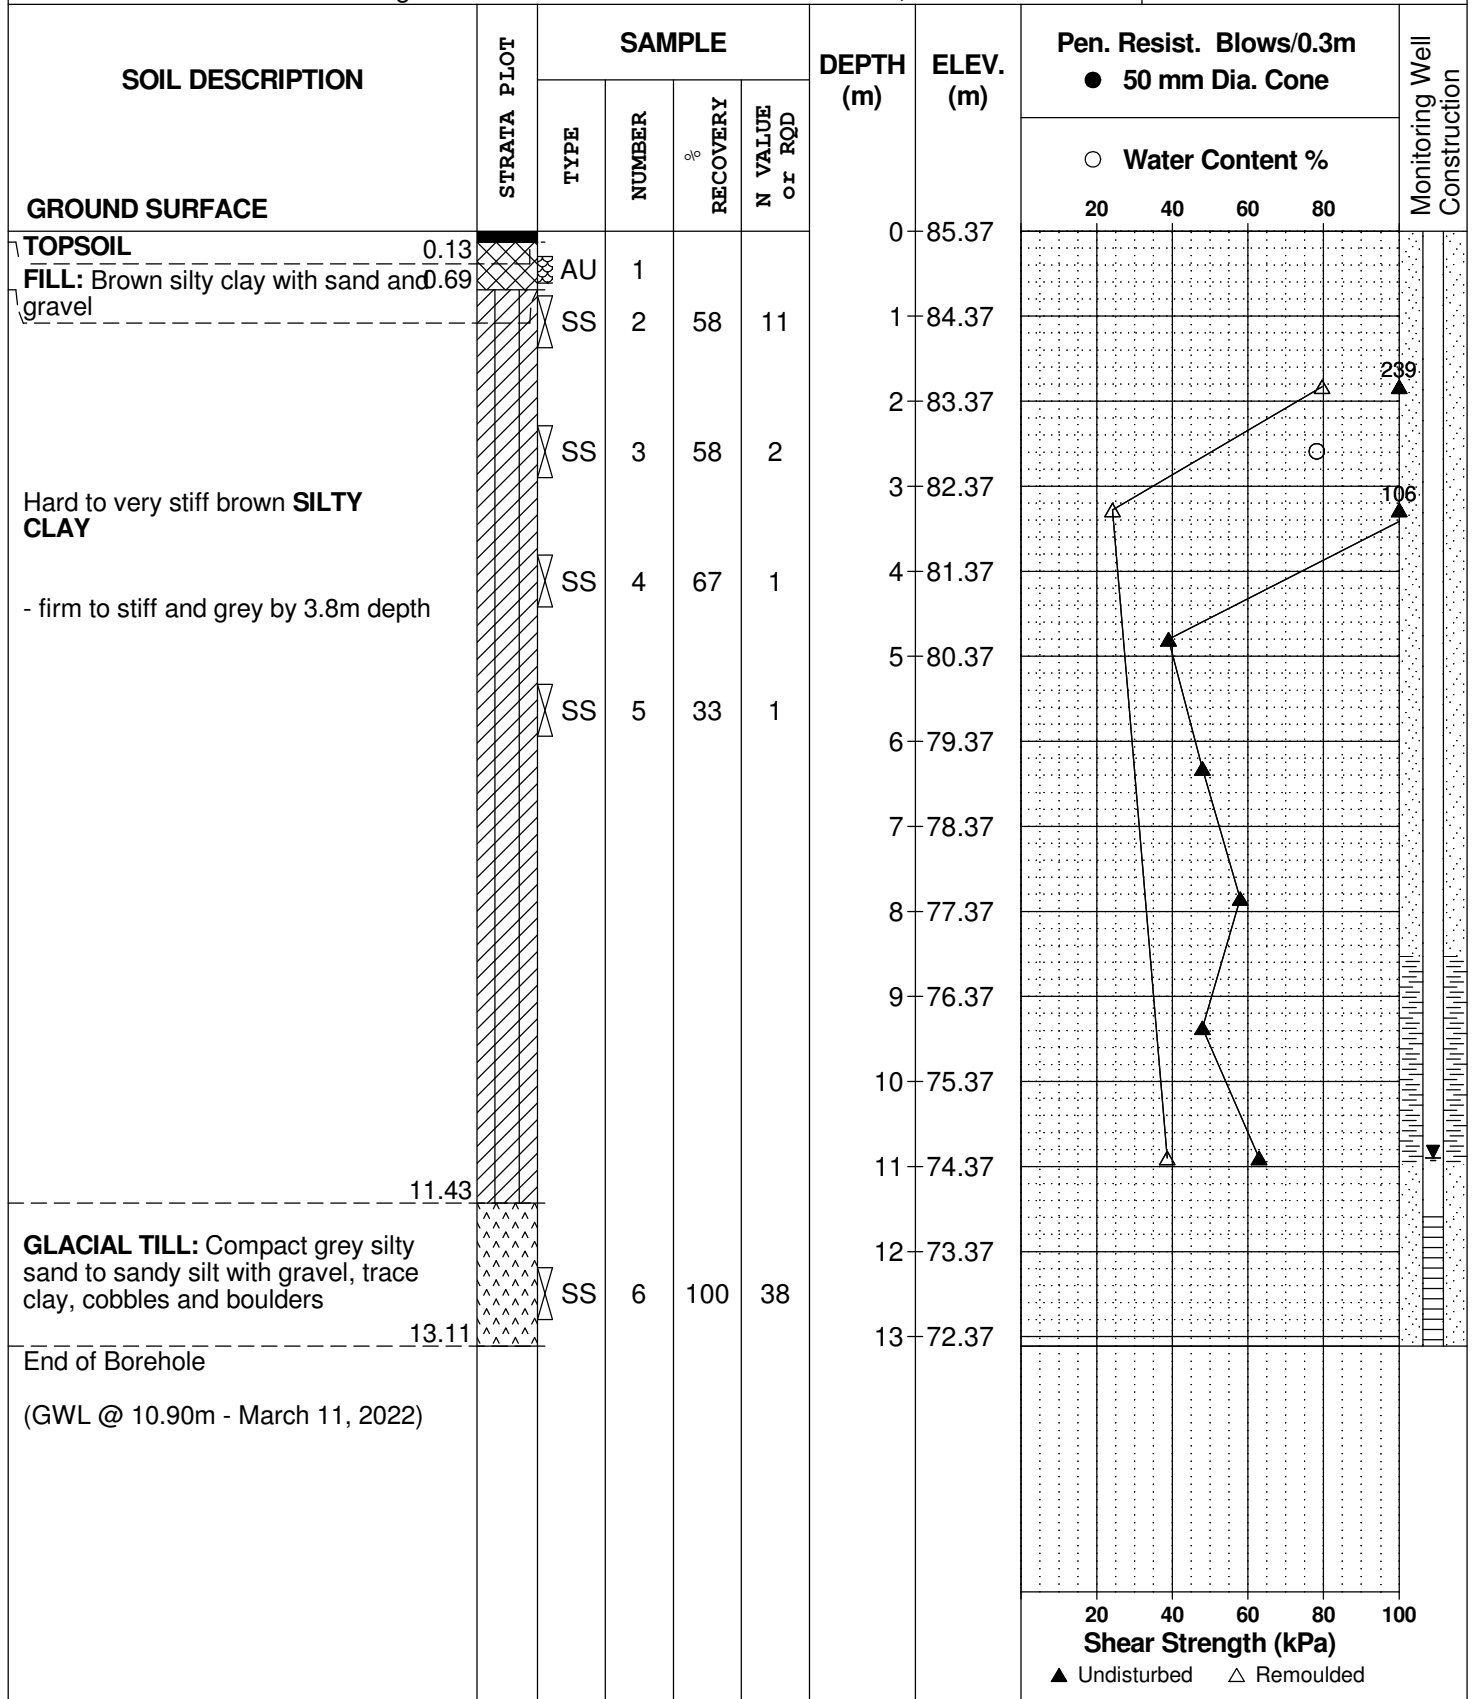 SOIL DESCRIPTION
GROUND SURFACE
STRATA PLOT
SAMPLE
TYPE
NUMBER
%
RECOVERY
N VALUE
or RQD
DEPTH
(m)
ELEV.
(m)
Pen. Resist. Blows/0.3m
● 50 mm Dia. Cone
○ Water Content %
20 40 60 80
Monitoring Well
Construction
0 85.37
TOPSOIL 0.13
FILL: Brown silty clay with sand and 0.69
gravel
AU 1
SS 2 58 11
1 84.37
239
2 83.37
SS 3 58 2
3 82.37
106
Hard to very stiff brown SILTY
CLAY
4 81.37
SS 4 67 1
- firm to stiff and grey by 3.8m depth
5 80.37
SS 5 33 1
6 79.37
7 78.37
8 77.37
9 76.37
10 75.37
11 74.37
11.43
GLACIAL TILL: Compact grey silty
sand to sandy silt with gravel, trace
clay, cobbles and boulders
12 73.37
SS 6 100 38
13.11
13 72.37
End of Borehole
(GWL @ 10.90m - March 11, 2022)
20 40 60 80 100
Shear Strength (kPa)
▲ Undisturbed △ Remoulded